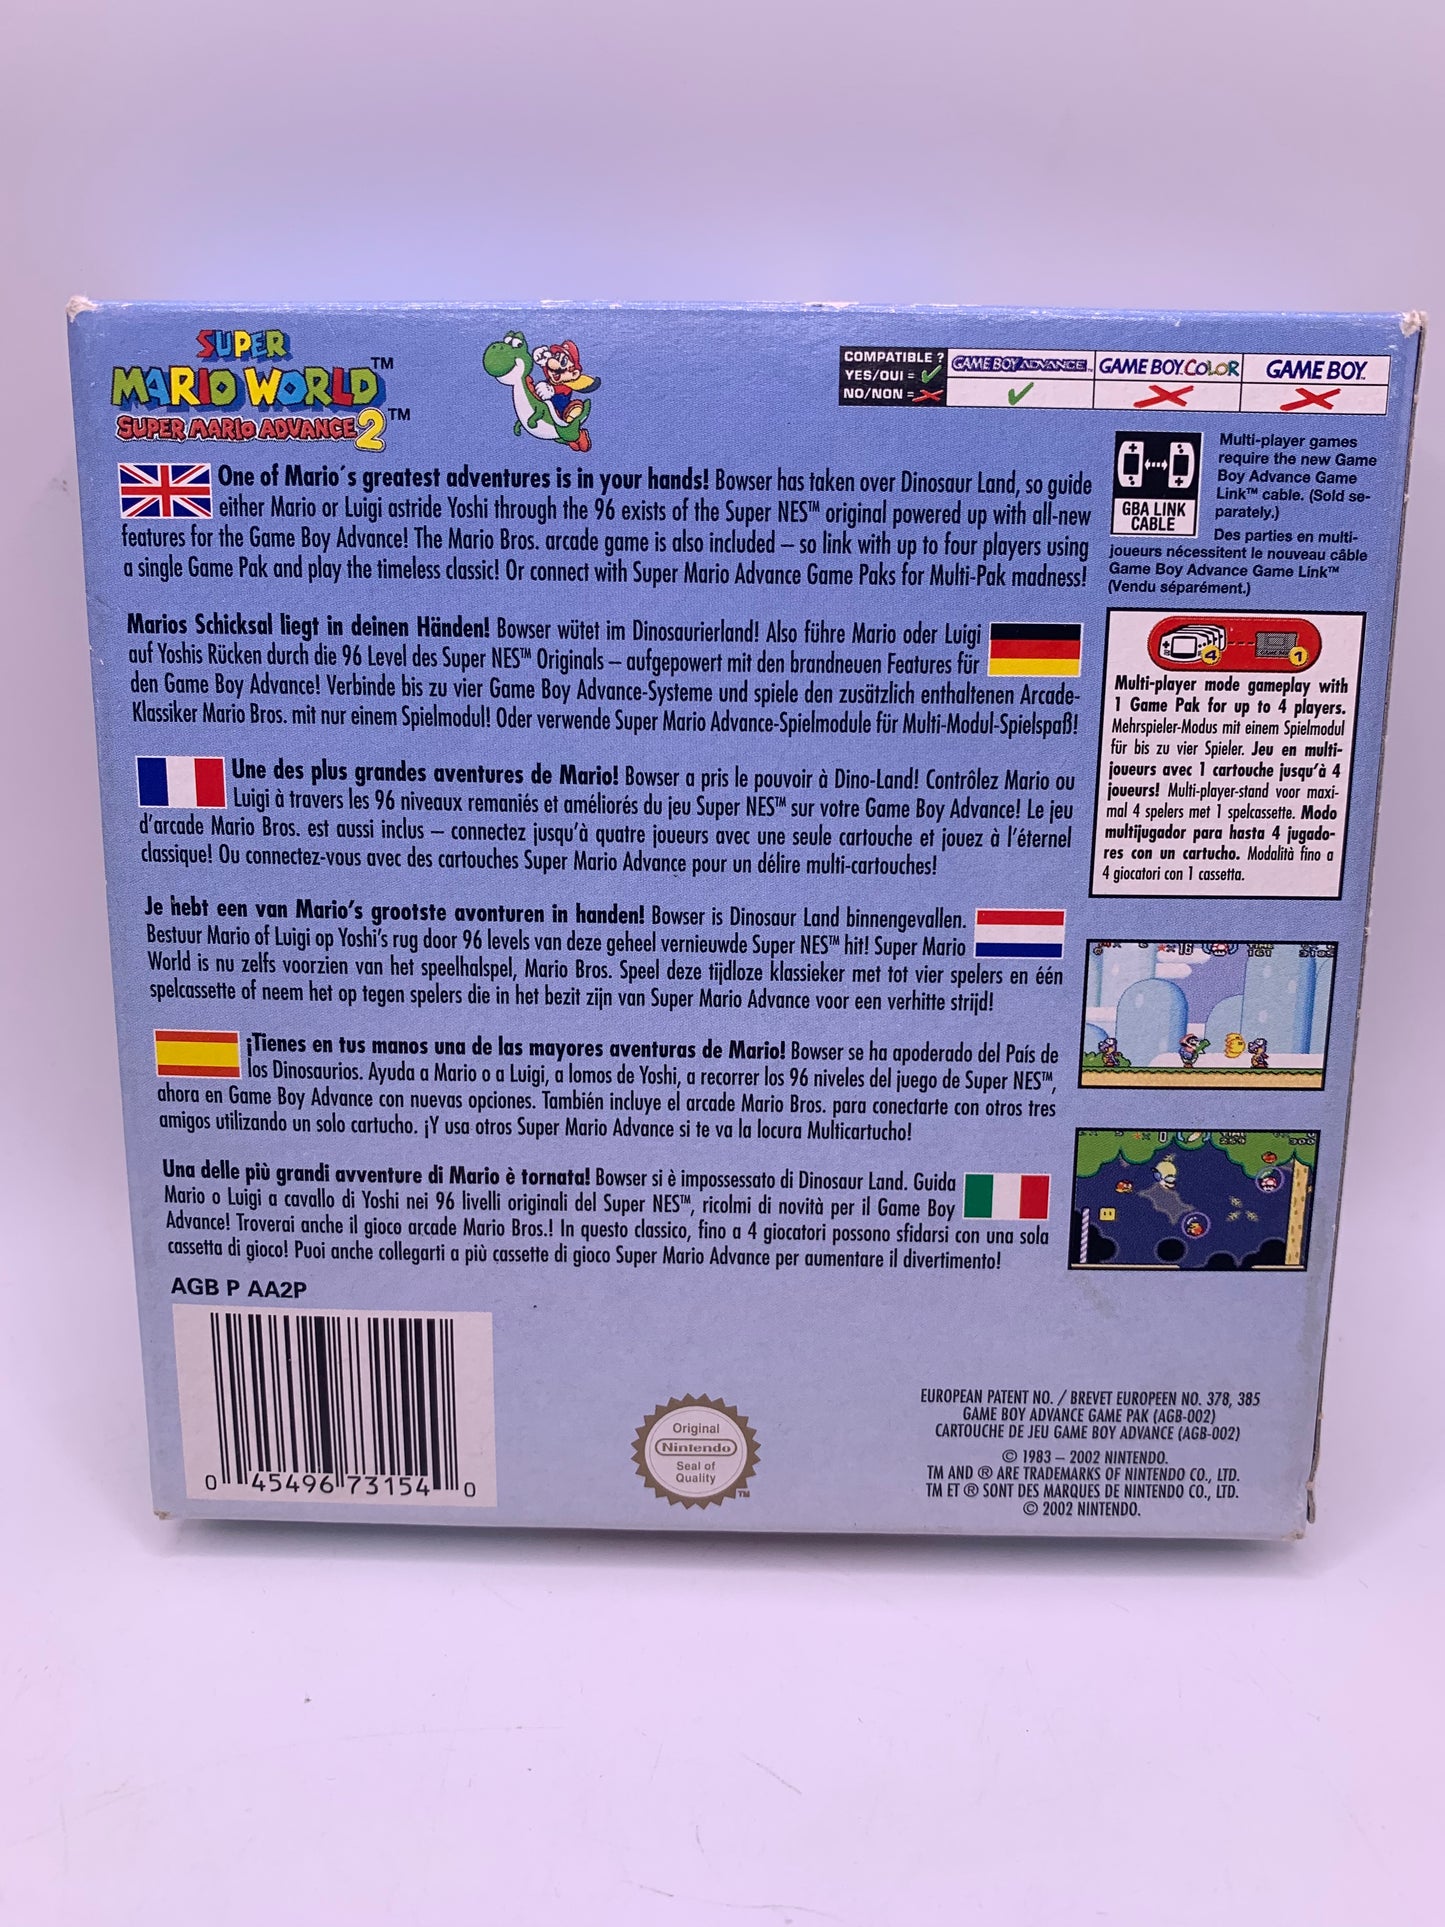 SUPER
MARIO WORLD™
SUPER MARIO ADVANCE 2™
COMPATIBLE ?
YES/OUI =
NO/NON =
GAME BOY ADVANCE™
GAME BOY COLOR
GAME BOY™
One of Mario´s greatest adventures is in your hands! Bowser has taken over Dinosaur Land, so guide
either Mario or Luigi astride Yoshi through the 96 exists of the Super NES™ original powered up with all-new
features for the Game Boy Advance! The Mario Bros. arcade game is also included – so link with up to four players using
a single Game Pak and play the timeless classic! Or connect with Super Mario Advance Game Paks for Multi-Pak madness!
GBA LINK
CABLE
Multi-player games
require the new Game
Boy Advance Game
Link™ cable. (Sold se-
parately.)
Des parties en multi-
joueurs nécessitent le nouveau câble
Game Boy Advance Game Link™
(Vendu séparément.)
Marios Schicksal liegt in deinen Händen! Bowser wütet im Dinosaurierland! Also führe Mario oder Luigi
auf Yoshis Rücken durch die 96 Level des Super NES™ Originals – aufgepowert mit den brandneuen Features für
den Game Boy Advance! Verbinde bis zu vier Game Boy Advance-Systeme und spiele den zusätzlich enthaltenen Arcade-
Klassiker Mario Bros. mit nur einem Spielmodul! Oder verwende Super Mario Advance-Spielmodule für Multi-Modul-Spielspaß!
4
1
Multi-player mode gameplay with
1 Game Pak for up to 4 players.
Mehrspieler-Modus mit einem Spielmodul
für bis zu vier Spieler. Jeu en multi-
joueurs avec 1 cartouche jusqu'à 4
joueurs! Multi-player-stand voor maxi-
mal 4 spelers met 1 spelcassette. Modo
multijugador para hasta 4 jugado-
res con un cartucho. Modalità fino a
4 giocatori con 1 cassetta.
Une des plus grandes aventures de Mario! Bowser a pris le pouvoir à Dino-Land! Contrôlez Mario ou
Luigi à travers les 96 niveaux remaniés et améliorés du jeu Super NES™ sur votre Game Boy Advance! Le jeu
d'arcade Mario Bros. est aussi inclus – connectez jusqu'à quatre joueurs avec une seule cartouche et jouez à l'éternel
classique! Ou connectez-vous avec des cartouches Super Mario Advance pour un délire multi-cartouches!
Je hebt een van Mario's grootste avonturen in handen! Bowser is Dinosaur Land binnengevallen.
Bestuur Mario of Luigi op Yoshi's rug door 96 levels van deze geheel vernieuwde Super NES™ hit! Super Mario
World is nu zelfs voorzien van het speelhalspel, Mario Bros. Speel deze tijdloze klassieker met tot vier spelers en één
spelcassette of neem het op tegen spelers die in het bezit zijn van Super Mario Advance voor een verhitte strijd!
¡Tienes en tus manos una de las mayores aventuras de Mario! Bowser se ha apoderado del País de
los Dinosaurios. Ayuda a Mario o a Luigi, a lomos de Yoshi, a recorrer los 96 niveles del juego de Super NES™,
ahora en Game Boy Advance con nuevas opciones. También incluye el arcade Mario Bros. para conectarte con otros tres
amigos utilizando un solo cartucho. ¡Y usa otros Super Mario Advance si te va la locura Multicartucho!
Una delle più grandi avventure di Mario è tornata! Bowser si è impossessato di Dinosaur Land. Guida
Mario o Luigi a cavallo di Yoshi nei 96 livelli originali del Super NES™, ricolmi di novità per il Game Boy
Advance! Troverai anche il gioco arcade Mario Bros.! In questo classico, fino a 4 giocatori possono sfidarsi con una sola
cassetta di gioco! Puoi anche collegarti a più cassette di gioco Super Mario Advance per aumentare il divertimento!
AGB P AA2P
0 45496 73154 0
Original
Nintendo
Seal of
Quality
TM
EUROPEAN PATENT NO. / BREVET EUROPEEN NO. 378, 385
GAME BOY ADVANCE GAME PAK (AGB-002)
CARTOUCHE DE JEU GAME BOY ADVANCE (AGB-002)
© 1983 – 2002 NINTENDO.
TM AND ® ARE TRADEMARKS OF NINTENDO CO., LTD.
TM ET ® SONT DES MARQUES DE NINTENDO CO., LTD.
© 2002 NINTENDO.